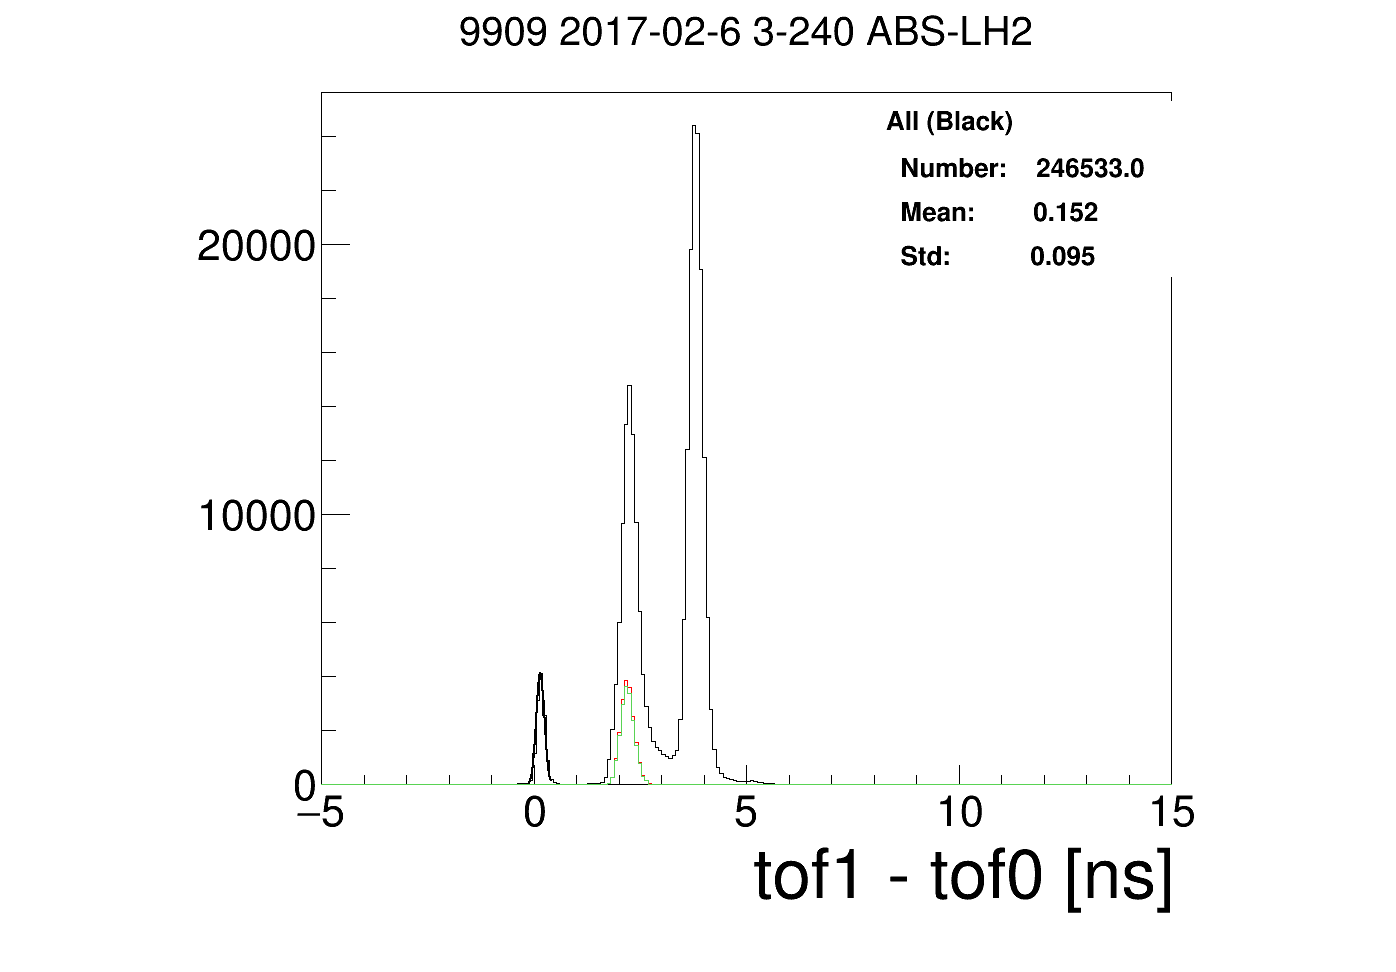 9909 2017-02-6 3-240 ABS-LH2
All (Black)
Number: 246533.0
Mean: 0.152
Std: 0.095
20000
10000
0
−5 0 5 10 15
tof1 - tof0 [ns]